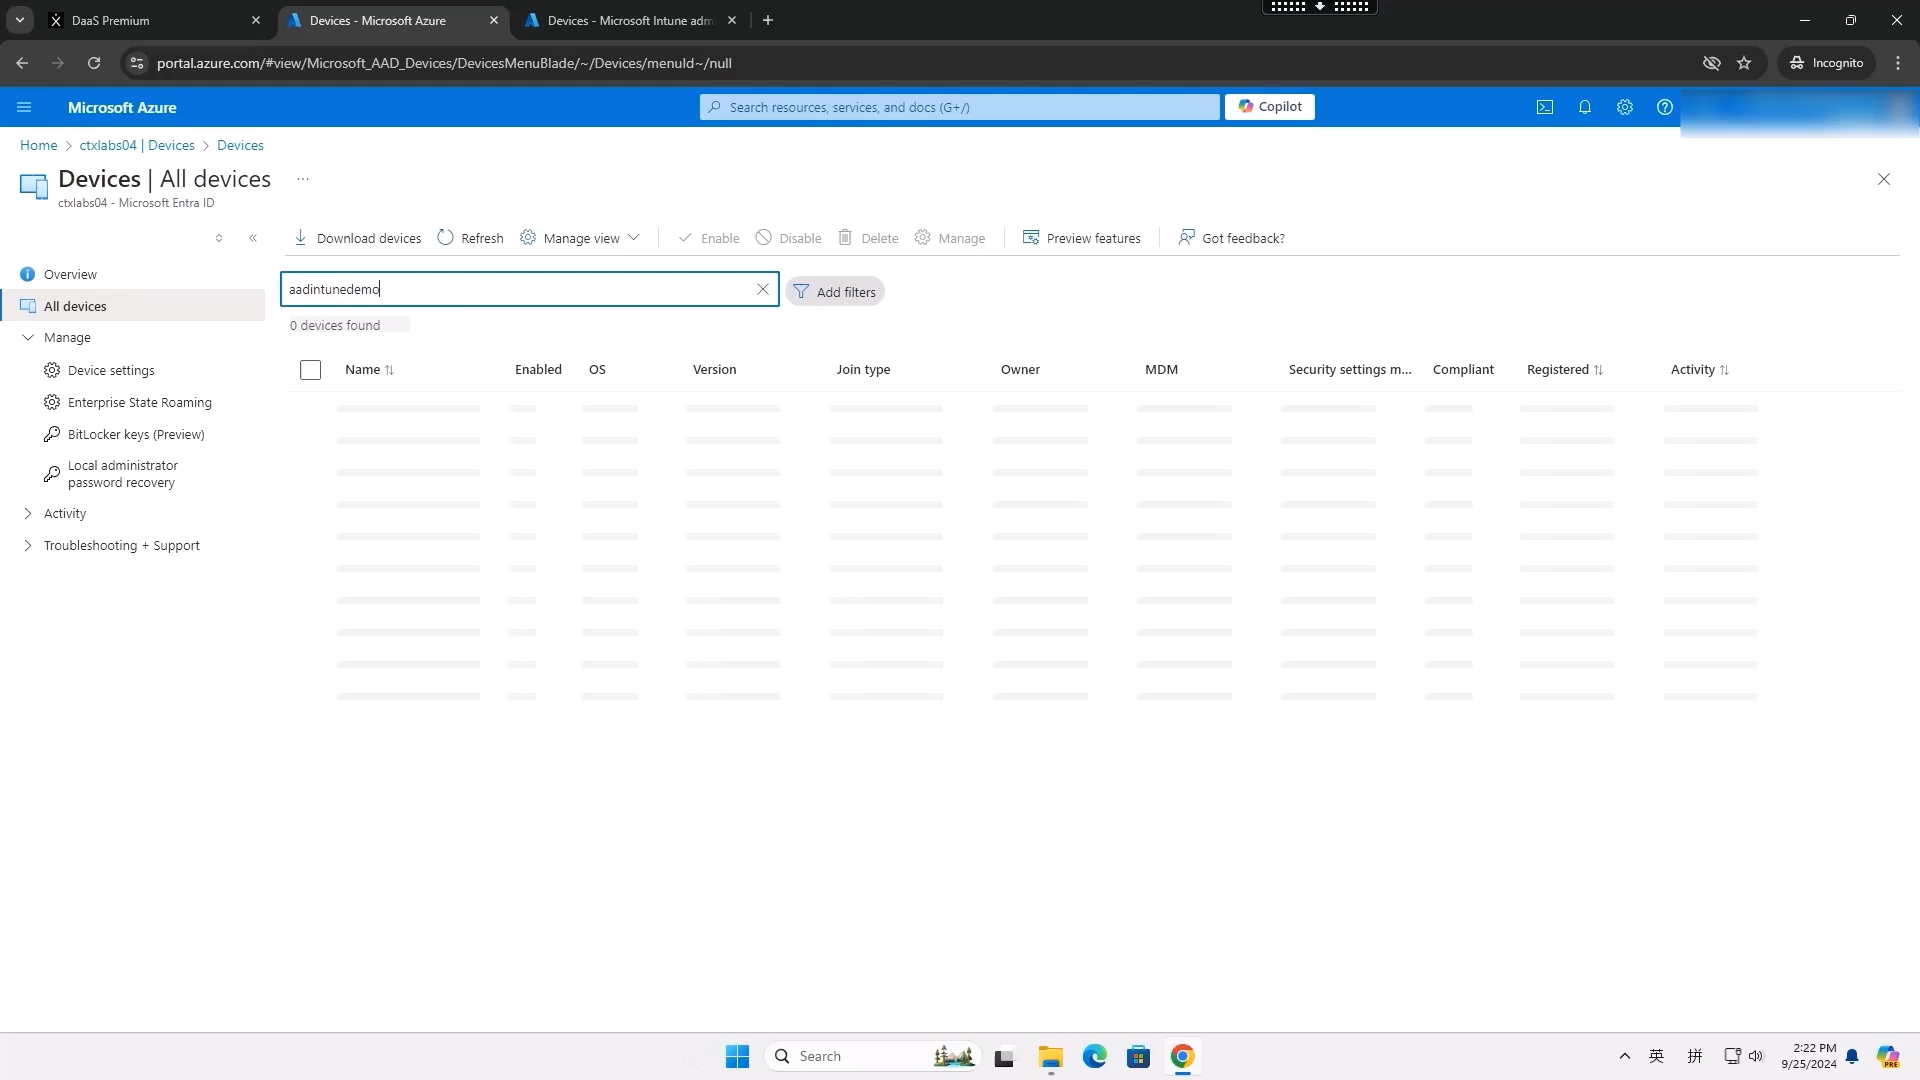 DaaS Premium
Devices - Microsoft Azure
Devices - Microsoft Intune adm
portal.azure.com/#view/Microsoft_AAD_Devices/DevicesMenuBlade/~/Devices/menuId~/null
Incognito
Microsoft Azure
Search resources, services, and docs (G+/)
Copilot
Home > ctxlabs04 | Devices > Devices
Devices | All devices ...
ctxlabs04 - Microsoft Entra ID
Download devices Refresh Manage view Enable Disable Delete Manage Preview features Got feedback?
Overview
All devices
Manage
Device settings
Enterprise State Roaming
BitLocker keys (Preview)
Local administrator
password recovery
Activity
Troubleshooting + Support
aadintunedemo
Add filters
0 devices found
Name Enabled OS Version Join type Owner MDM Security settings m... Compliant Registered Activity
Search
PRE
英
拼
2:22 PM
9/25/2024